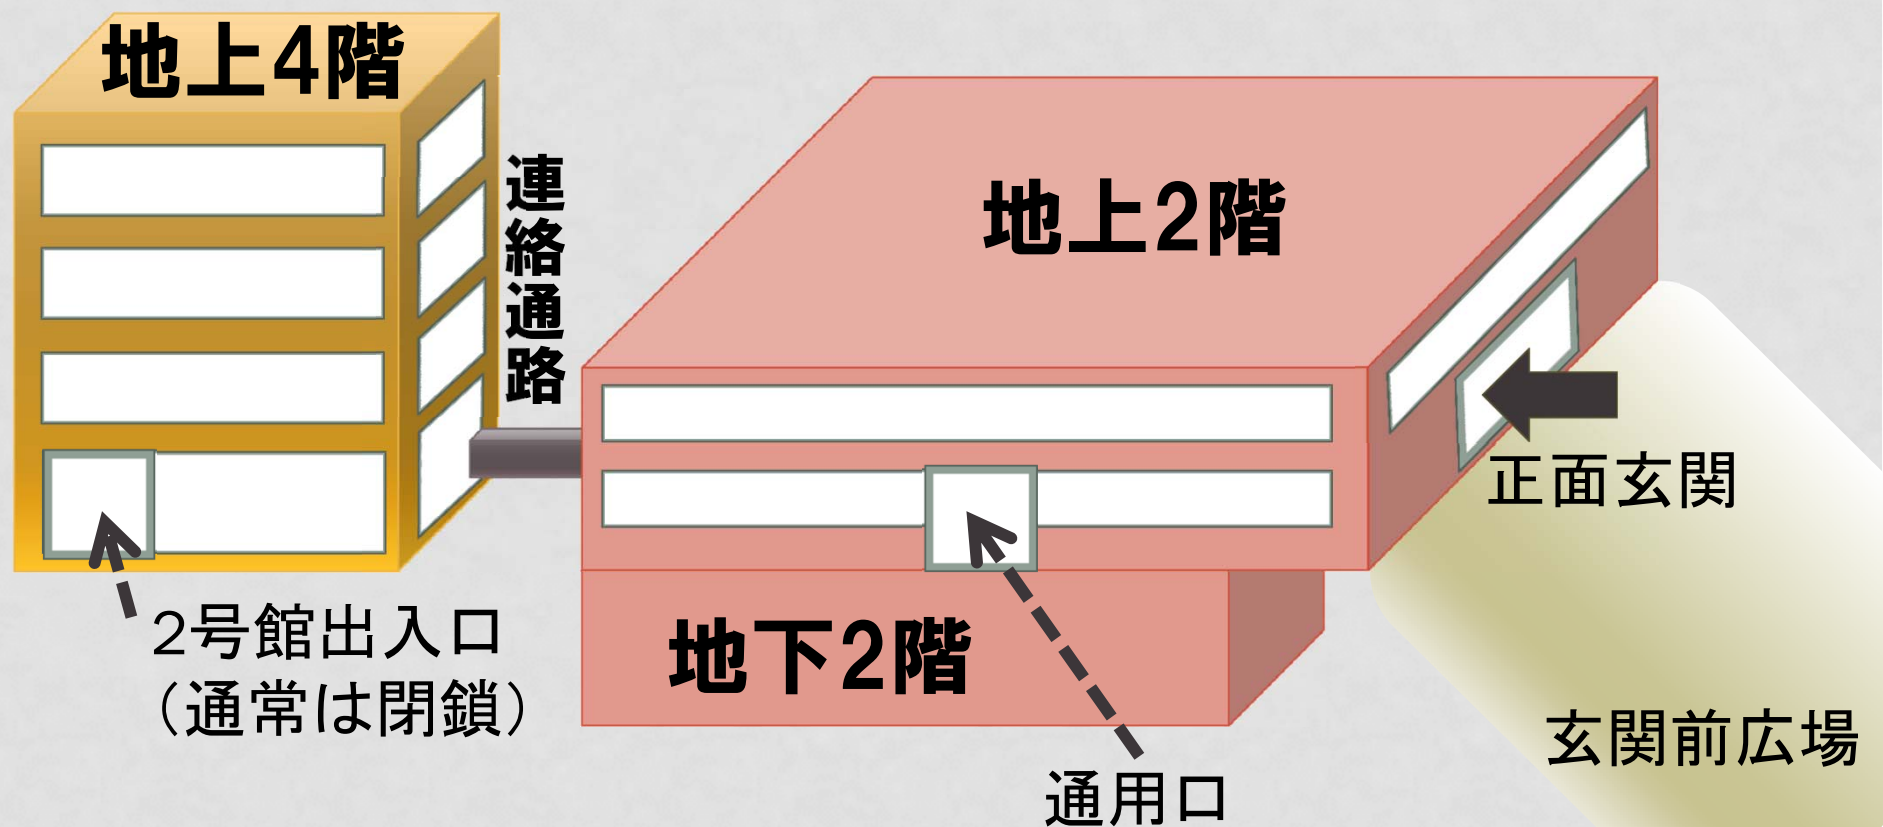 地上4階
連絡通路
地上2階
正面玄関
2号館出入口
（通常は閉鎖）
地下2階
玄関前広場
通用口